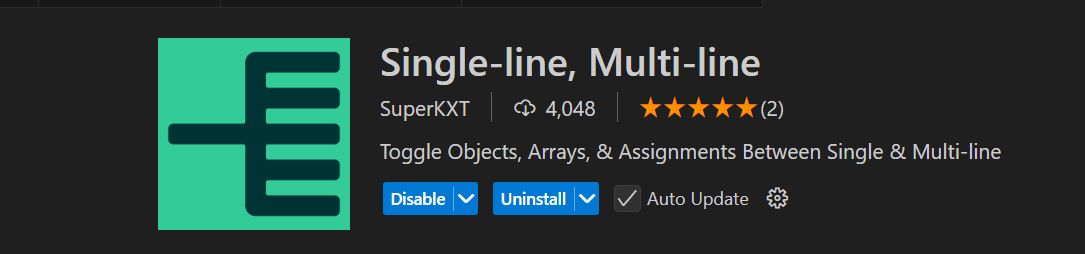 Single-line, Multi-line
SuperKXT 4,048 (2)
Toggle Objects, Arrays, & Assignments Between Single & Multi-line
Disable Uninstall Auto Update